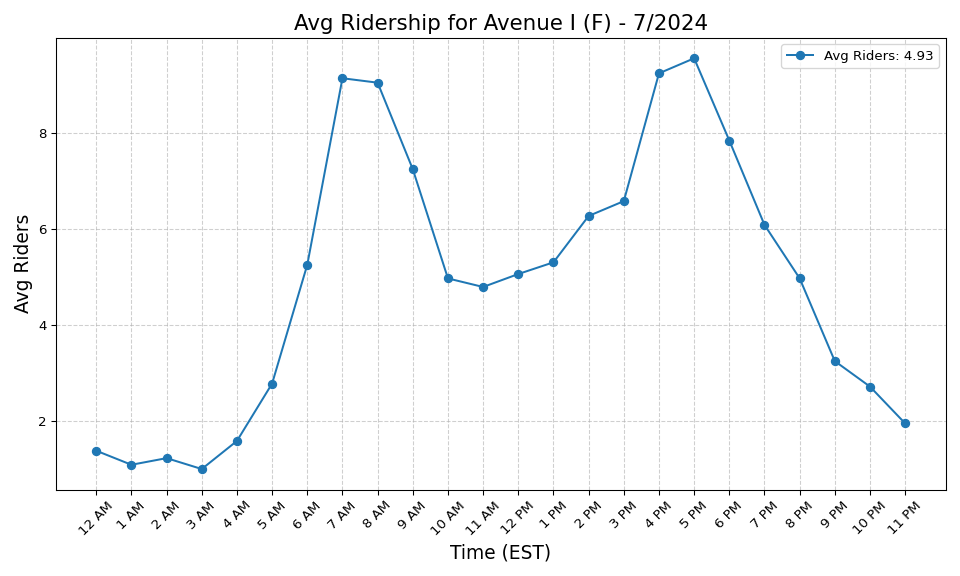 Avg Ridership for Avenue I (F) - 7/2024
Avg Riders: 4.93
Avg Riders
8
6
4
2
12 AM
1 AM
2 AM
3 AM
4 AM
5 AM
6 AM
7 AM
8 AM
9 AM
10 AM
11 AM
12 PM
1 PM
2 PM
3 PM
4 PM
5 PM
6 PM
7 PM
8 PM
9 PM
10 PM
11 PM
Time (EST)